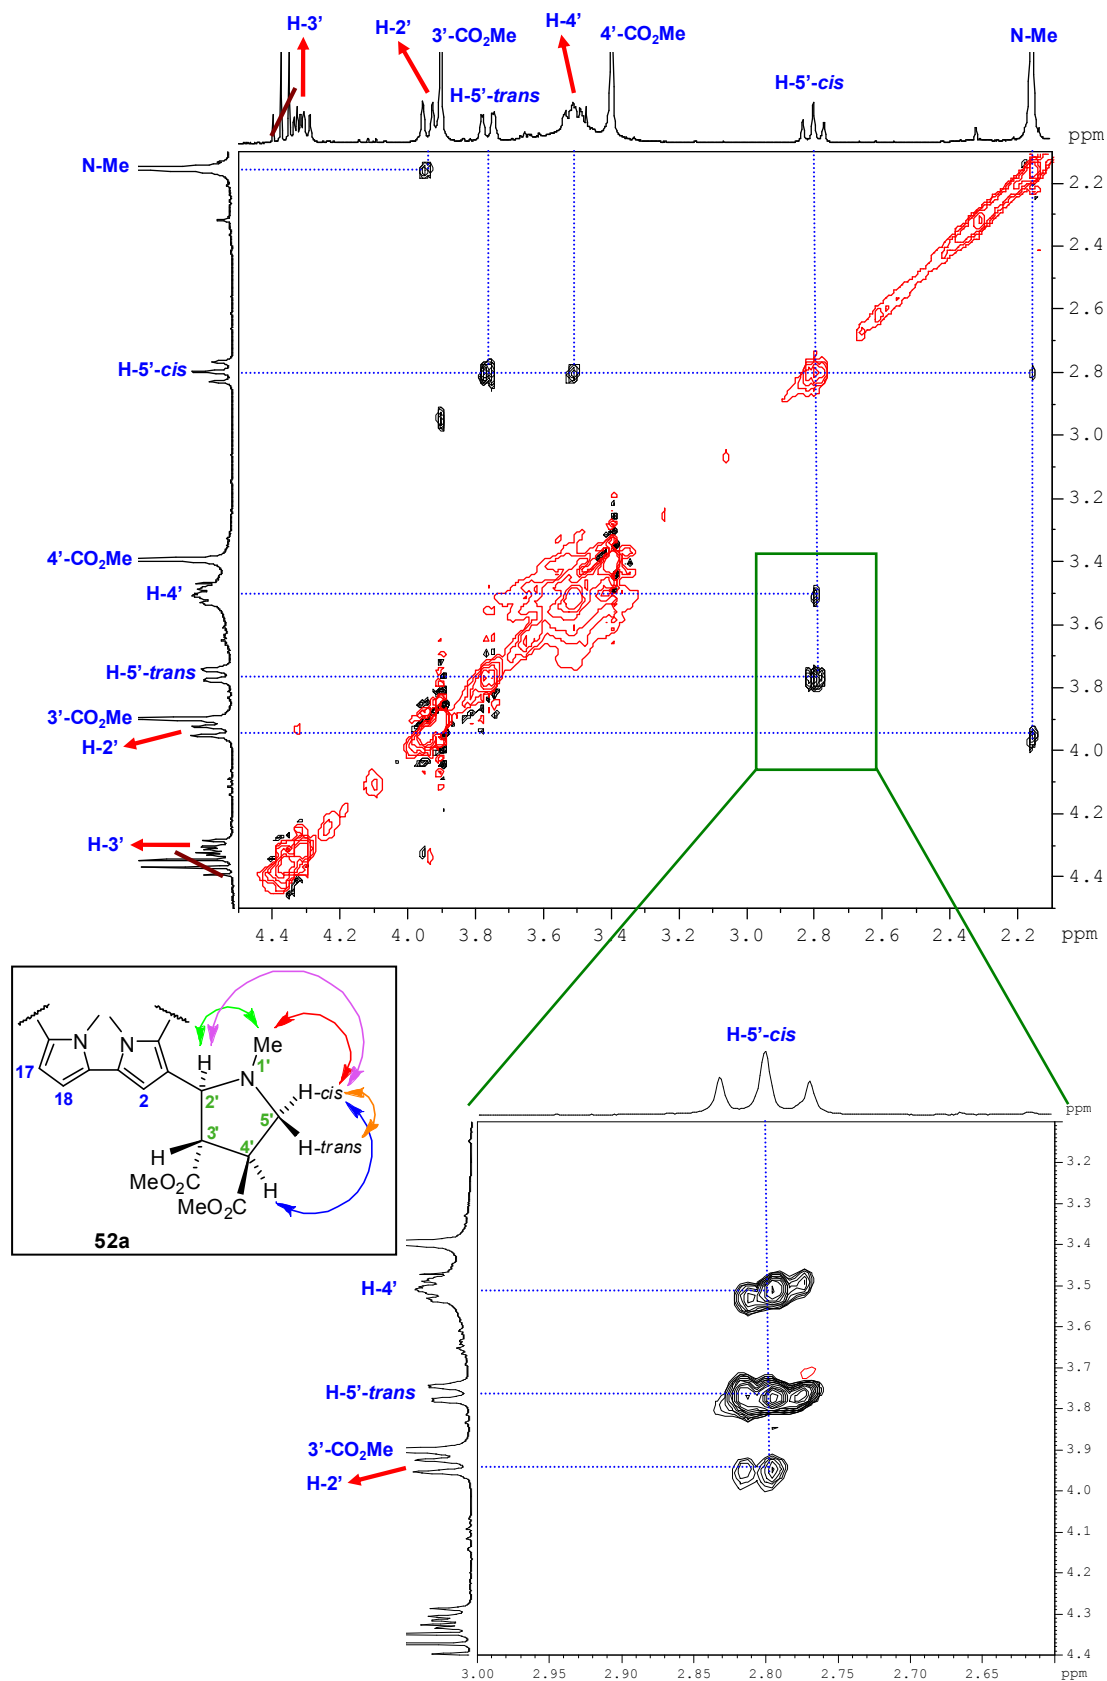 H-3’
H-2’
3’-CO2Me
H-4’
4’-CO2Me
N-Me
H-5’-trans
H-5’-cis
ppm
N-Me
2.2
2.4
2.6
H-5’-cis
2.8
3.0
3.2
4’-CO2Me
3.4
H-4’
3.6
H-5’-trans
3.8
3’-CO2Me
H-2’
4.0
4.2
H-3’
4.4
4.4 4.2 4.0 3.8 3.6 3.4 3.2 3.0 2.8 2.6 2.4 2.2 ppm
Me
1'
H
N
N
N
17
18
2
2'
H-cis
5'
H-trans
3'
4'
H
H
MeO2C
MeO2C
52a
H-5’-cis
ppm
3.2
3.3
3.4
H-4’
3.5
3.6
3.7
H-5’-trans
3.8
3’-CO2Me
3.9
H-2’
4.0
4.1
4.2
4.3
4.4
3.00 2.95 2.90 2.85 2.80 2.75 2.70 2.65 ppm